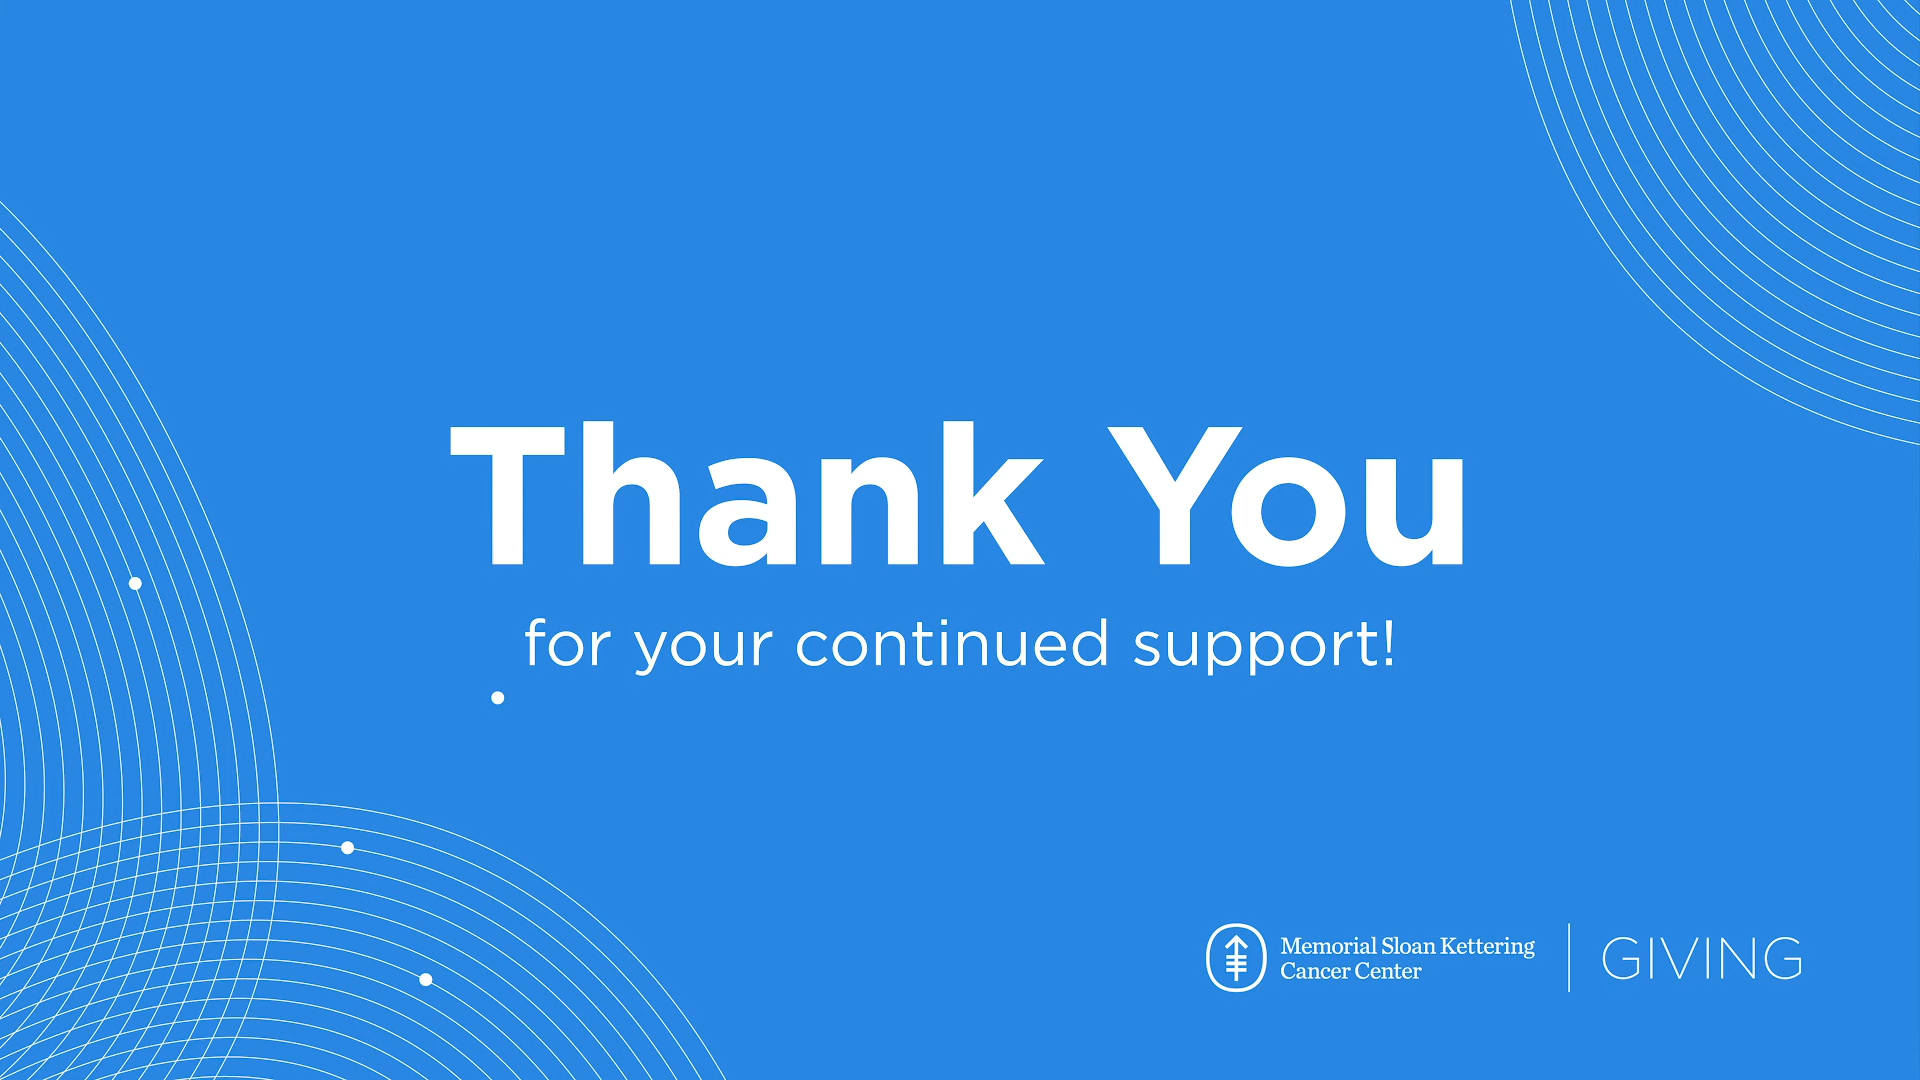 Thank You
for your continued support!
Memorial Sloan Kettering
Cancer Center
GIVING